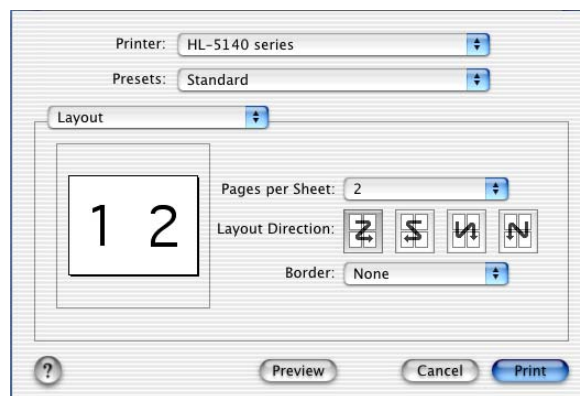 Printer: HL-5140 series
Presets: Standard
Layout
1 2
Pages per Sheet: 2
Layout Direction:
Border: None
? Preview Cancel Print